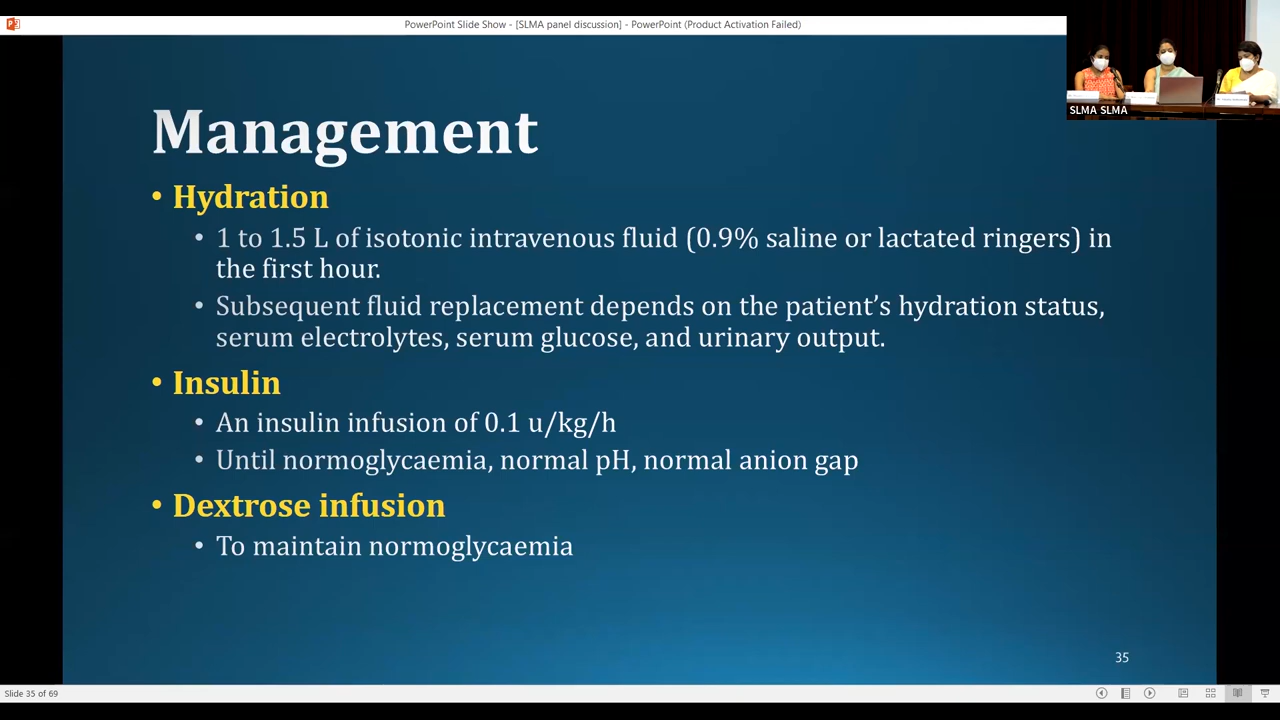 PowerPoint Slide Show - [SLMA panel discussion] - PowerPoint (Product Activation Failed)
SLMA SLMA
Management
• Hydration
• 1 to 1.5 L of isotonic intravenous fluid (0.9% saline or lactated ringers) in
the first hour.
• Subsequent fluid replacement depends on the patient’s hydration status,
serum electrolytes, serum glucose, and urinary output.
• Insulin
• An insulin infusion of 0.1 u/kg/h
• Until normoglycaemia, normal pH, normal anion gap
• Dextrose infusion
• To maintain normoglycaemia
35
Slide 35 of 69